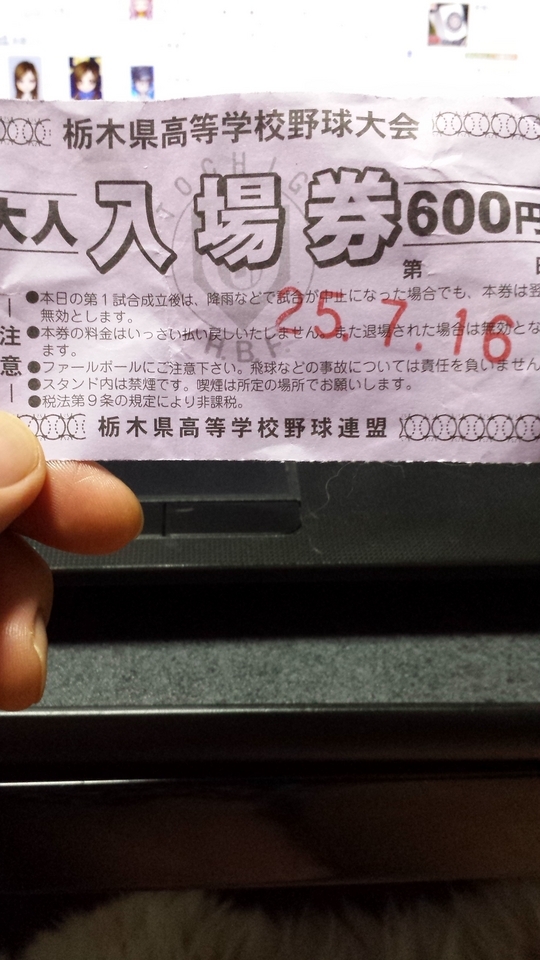 栃木県高等学校野球大会
TOCHIGI
大人 入場券 600円
第
25.7.16
注意
●本日の第1試合成立後は、降雨などで試合が中止になった場合でも、本券は翌
無効とします。
●本券の料金はいっさい払い戻しいたしません。また退場された場合は無効とな
ます。
●ファールボールにご注意下さい。飛球などの事故については責任を負いません
●スタンド内は禁煙です。喫煙は所定の場所でお願いします。
●税法第9条の規定により非課税。
H.B.F.
栃木県高等学校野球連盟